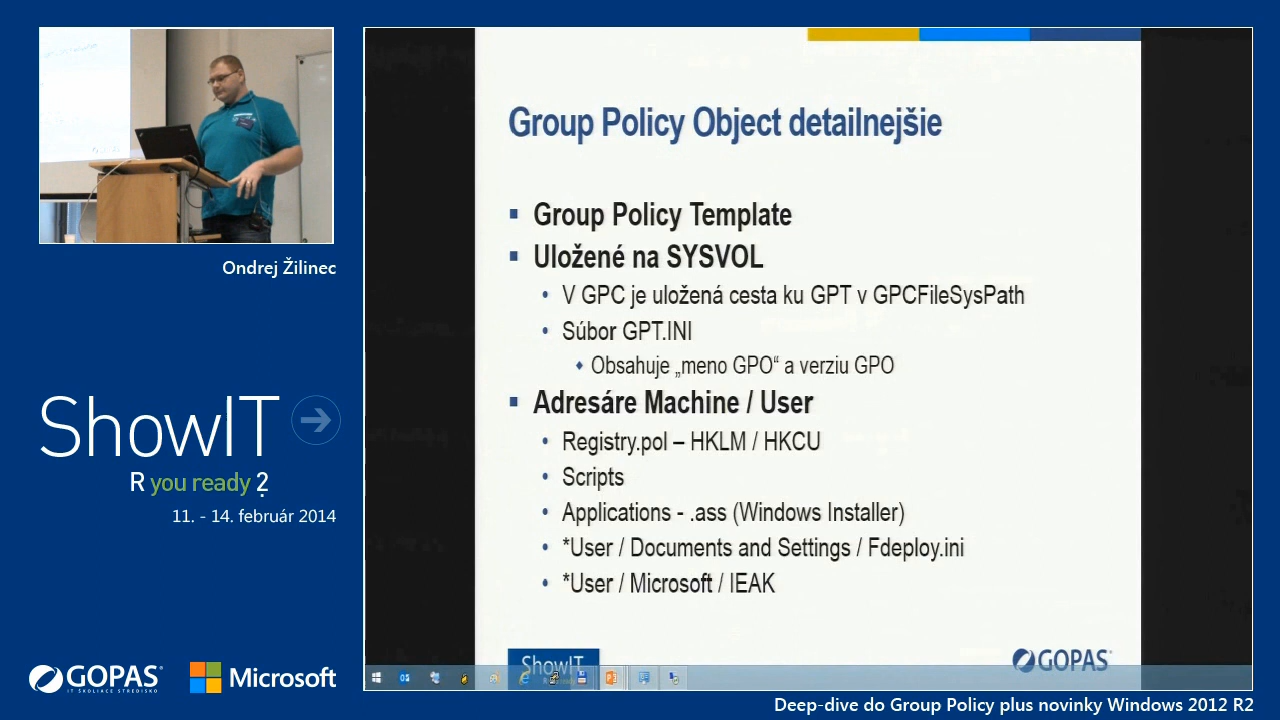 Group Policy Object detailnejšie
Group Policy Template
Uložené na SYSVOL
V GPC je uložená cesta ku GPT v GPCFileSysPath
Súbor GPT.INI
Obsahuje „meno GPO“ a verziu GPO
Adresáre Machine / User
Registry.pol – HKLM / HKCU
Scripts
Applications - .ass (Windows Installer)
*User / Documents and Settings / Fdeploy.ini
*User / Microsoft / IEAK
ShowIT
GOPAS
Ondrej Žilinec
ShowIT
R you ready ?
11. - 14. február 2014
GOPAS
IT ŠKOLIACE STREDISKO
Microsoft
Deep-dive do Group Policy plus novinky Windows 2012 R2